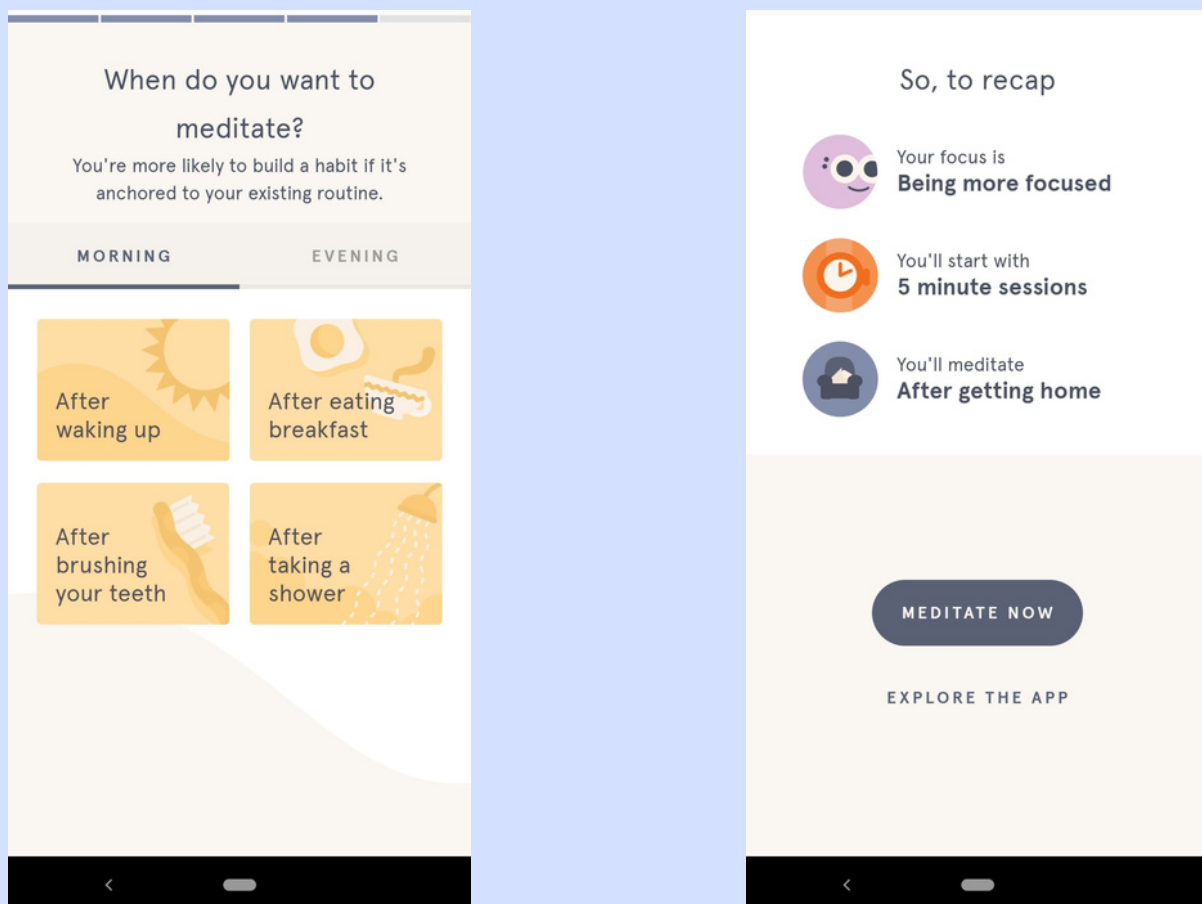 When do you want to
meditate?
You're more likely to build a habit if it's
anchored to your existing routine.
MORNING
EVENING
After
waking up
After eating
breakfast
After
brushing
your teeth
After
taking a
shower
So, to recap
Your focus is
Being more focused
You'll start with
5 minute sessions
You'll meditate
After getting home
MEDITATE NOW
EXPLORE THE APP